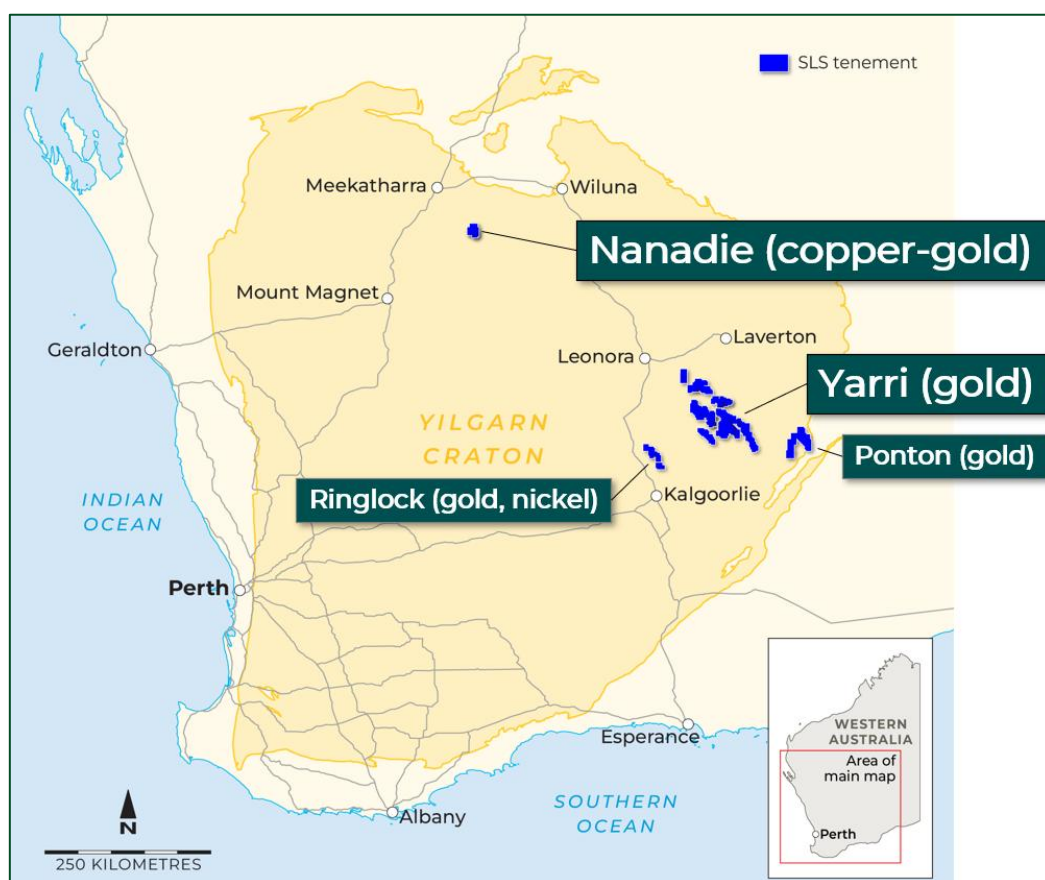 SLS tenement
Meekatharra
Wiluna
Nanadie (copper-gold)
Mount Magnet
Laverton
Geraldton
Leonora
Yarri (gold)
YILGARN
CRATON
Ponton (gold)
Ringlock (gold, nickel)
Kalgoorlie
INDIAN
OCEAN
Perth
WESTERN
AUSTRALIA
Area of
main map
Esperance
SOUTHERN
OCEAN
Albany
Perth
N
250 KILOMETRES